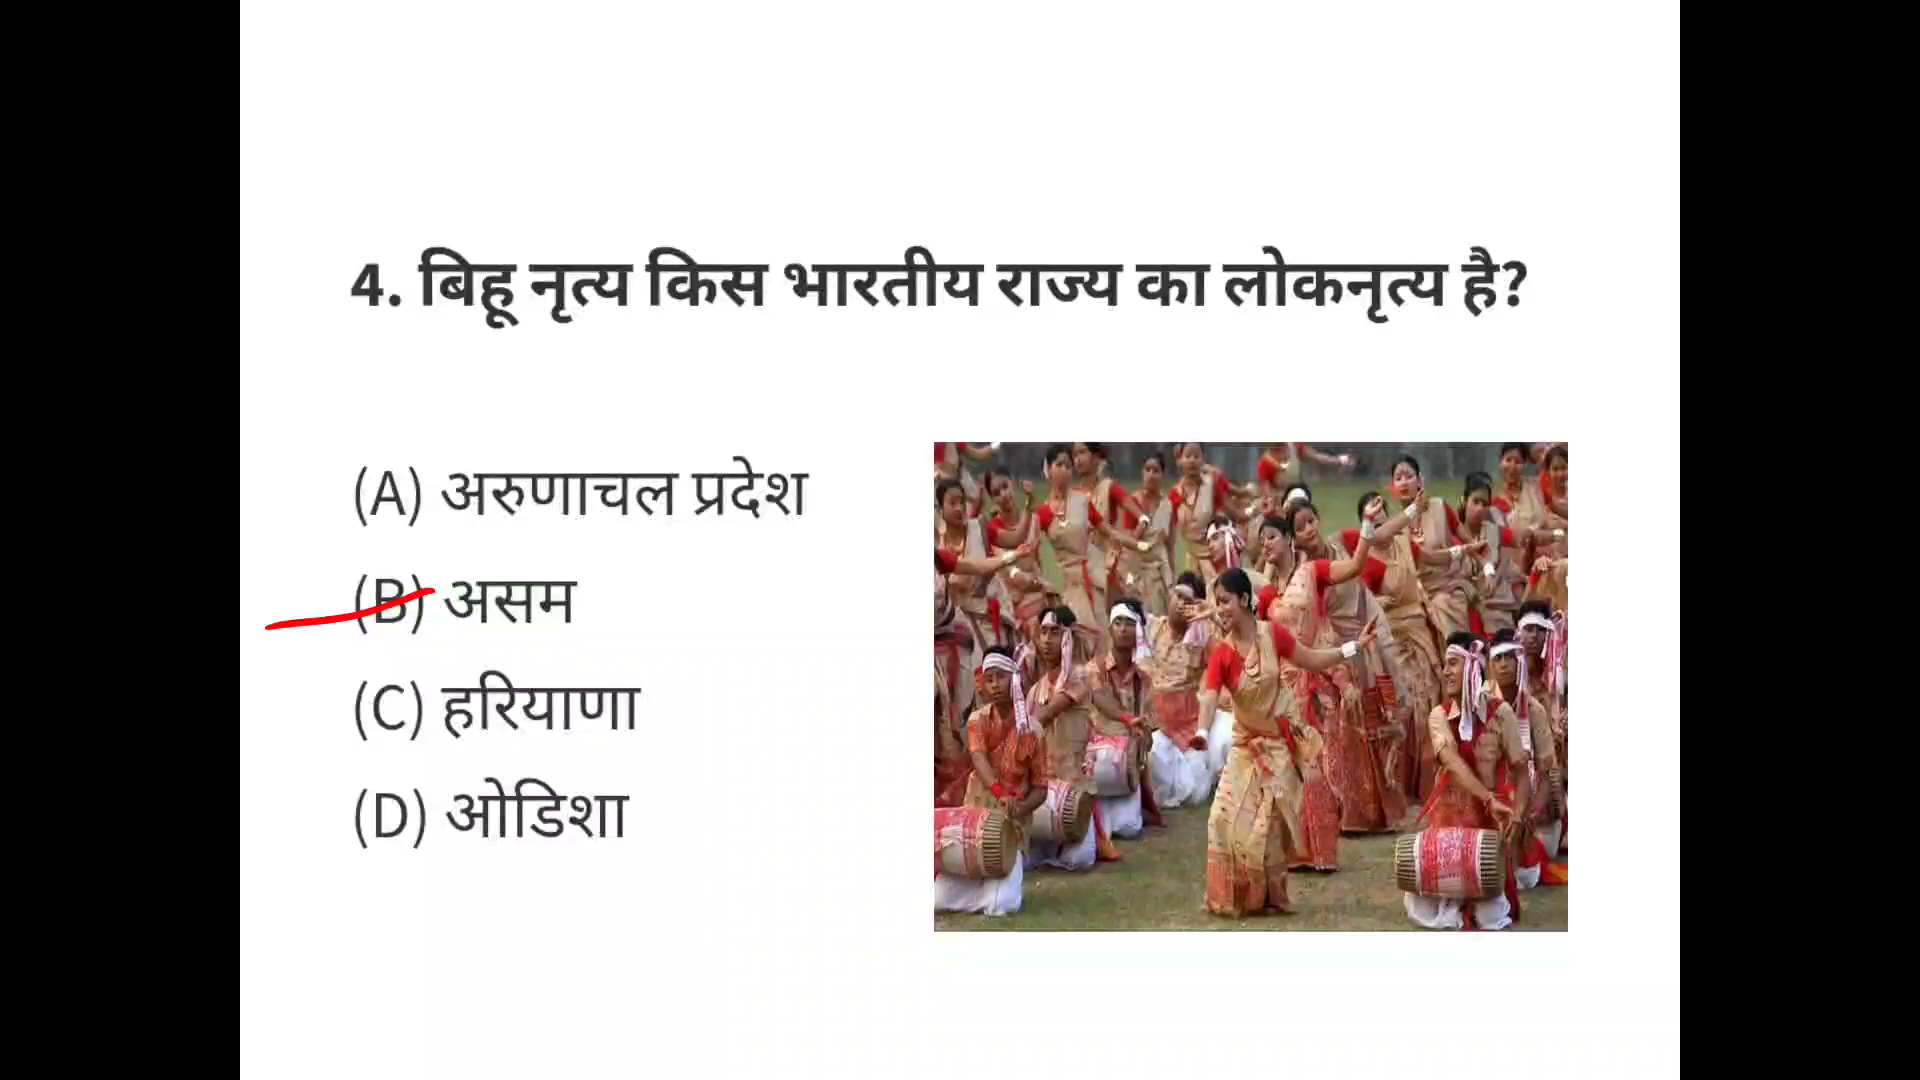 4. बिहू नृत्य किस भारतीय राज्य का लोकनृत्य है?
(A) अरुणाचल प्रदेश
(B) असम
(C) हरियाणा
(D) ओडिशा